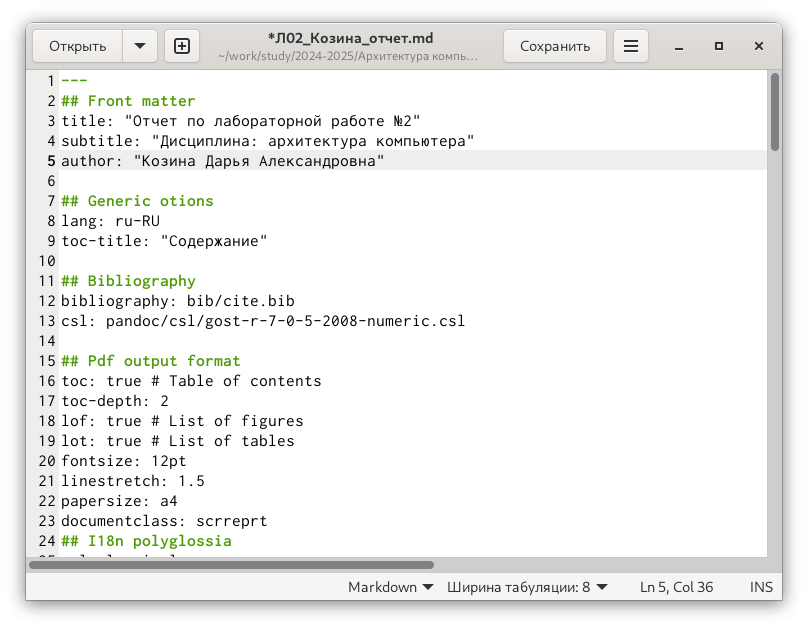 Открыть
*Л02_Козина_отчет.md
~/work/study/2024-2025/Архитектура компь…
Сохранить
1 ---
2 ## Front matter
3 title: "Отчет по лабораторной работе №2"
4 subtitle: "Дисциплина: архитектура компьютера"
5 author: "Козина Дарья Александровна"
6
7 ## Generic otions
8 lang: ru-RU
9 toc-title: "Содержание"
10
11 ## Bibliography
12 bibliography: bib/cite.bib
13 csl: pandoc/csl/gost-r-7-0-5-2008-numeric.csl
14
15 ## Pdf output format
16 toc: true # Table of contents
17 toc-depth: 2
18 lof: true # List of figures
19 lot: true # List of tables
20 fontsize: 12pt
21 linestretch: 1.5
22 papersize: a4
23 documentclass: scrreprt
24 ## I18n polyglossia
Markdown Ширина табуляции: 8 Ln 5, Col 36 INS